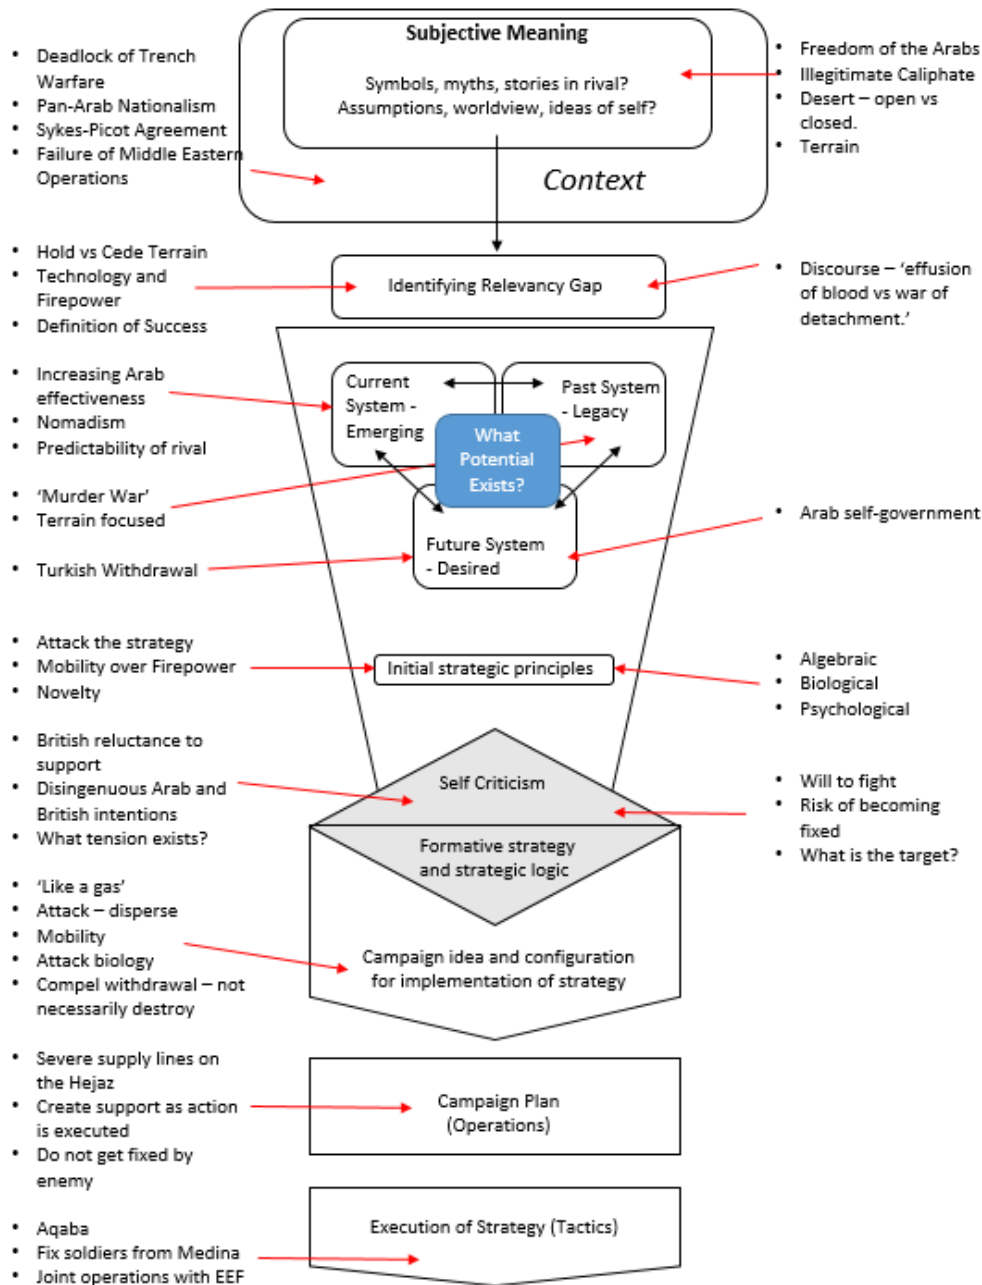 Subjective Meaning
Symbols, myths, stories in rival?
Assumptions, worldview, ideas of self?
Context
• Deadlock of Trench
Warfare
• Pan-Arab Nationalism
• Sykes-Picot Agreement
• Failure of Middle Eastern
Operations
• Freedom of the Arabs
• Illegitimate Caliphate
• Desert – open vs
closed.
• Terrain
• Hold vs Cede Terrain
• Technology and
Firepower
• Definition of Success
Identifying Relevancy Gap
• Discourse – ‘effusion
of blood vs war of
detachment.’
• Increasing Arab
effectiveness
• Nomadism
• Predictability of rival
Current
System -
Emerging
Past System
- Legacy
What
Potential
Exists?
• ‘Murder War’
• Terrain focused
Future System
- Desired
• Arab self-government
• Turkish Withdrawal
• Attack the strategy
• Mobility over Firepower
• Novelty
Initial strategic principles
• Algebraic
• Biological
• Psychological
• British reluctance to
support
• Disingenuous Arab and
British intentions
• What tension exists?
Self Criticism
• Will to fight
• Risk of becoming
fixed
• What is the target?
Formative strategy
and strategic logic
• ‘Like a gas’
• Attack – disperse
• Mobility
• Attack biology
• Compel withdrawal – not
necessarily destroy
Campaign idea and configuration
for implementation of strategy
• Severe supply lines on
the Hejaz
• Create support as action
is executed
• Do not get fixed by
enemy
Campaign Plan
(Operations)
• Aqaba
• Fix soldiers from Medina
• Joint operations with EEF
Execution of Strategy (Tactics)